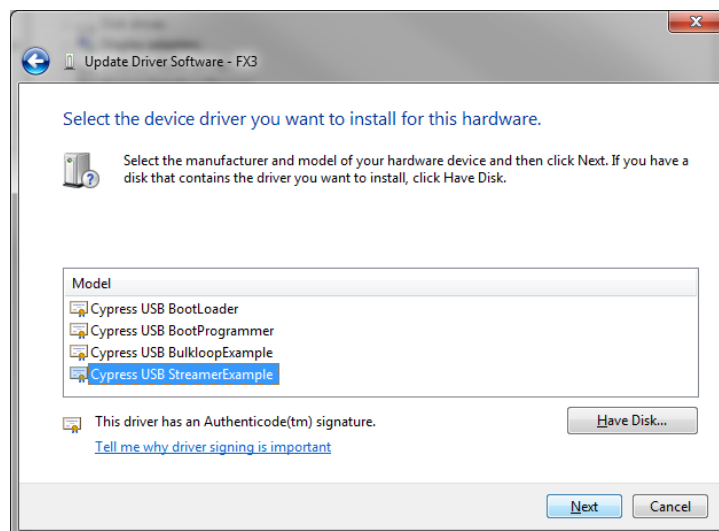 Update Driver Software - FX3
Select the device driver you want to install for this hardware.
Select the manufacturer and model of your hardware device and then click Next. If you have a
disk that contains the driver you want to install, click Have Disk.
Model
Cypress USB BootLoader
Cypress USB BootProgrammer
Cypress USB BulkloopExample
Cypress USB StreamerExample
This driver has an Authenticode(tm) signature.
Have Disk...
Tell me why driver signing is important
Next
Cancel